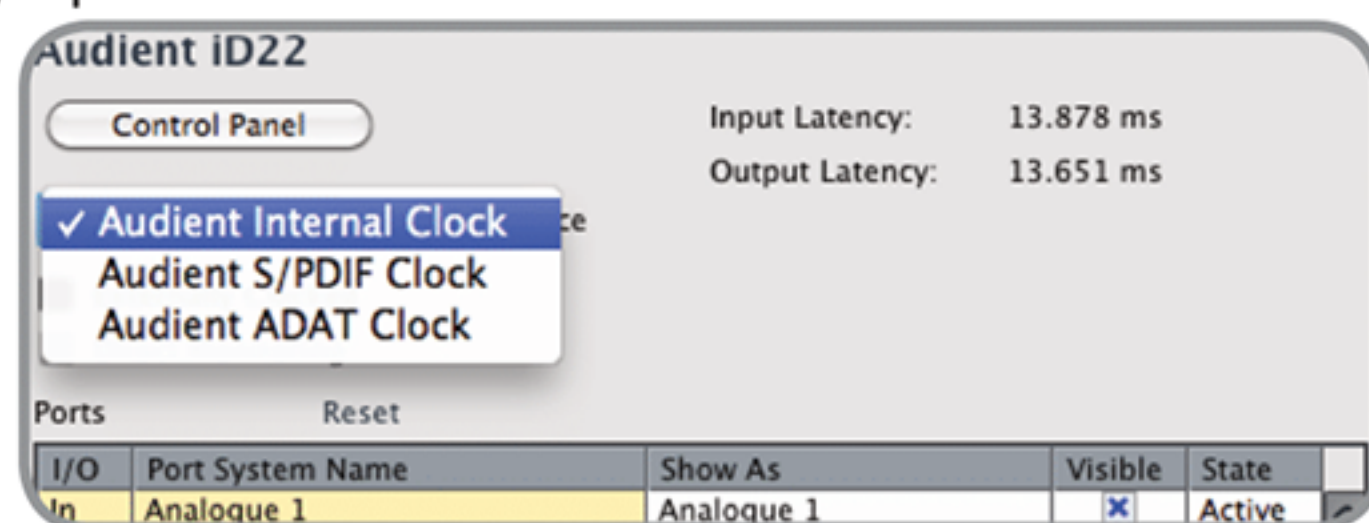 Audient iD22
Control Panel
Input Latency: 13.878 ms
Output Latency: 13.651 ms
✓ Audient Internal Clock
Audient S/PDIF Clock
Audient ADAT Clock
Ports Reset
I/O Port System Name Show As Visible State
In Analogue 1 Analogue 1 Active